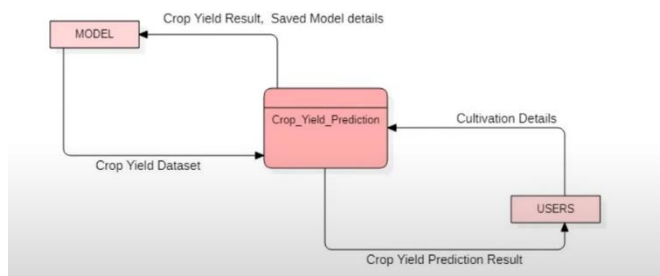 Crop Yield Result, Saved Model details
MODEL
Crop_Yield_Prediction
Cultivation Details
Crop Yield Dataset
USERS
Crop Yield Prediction Result